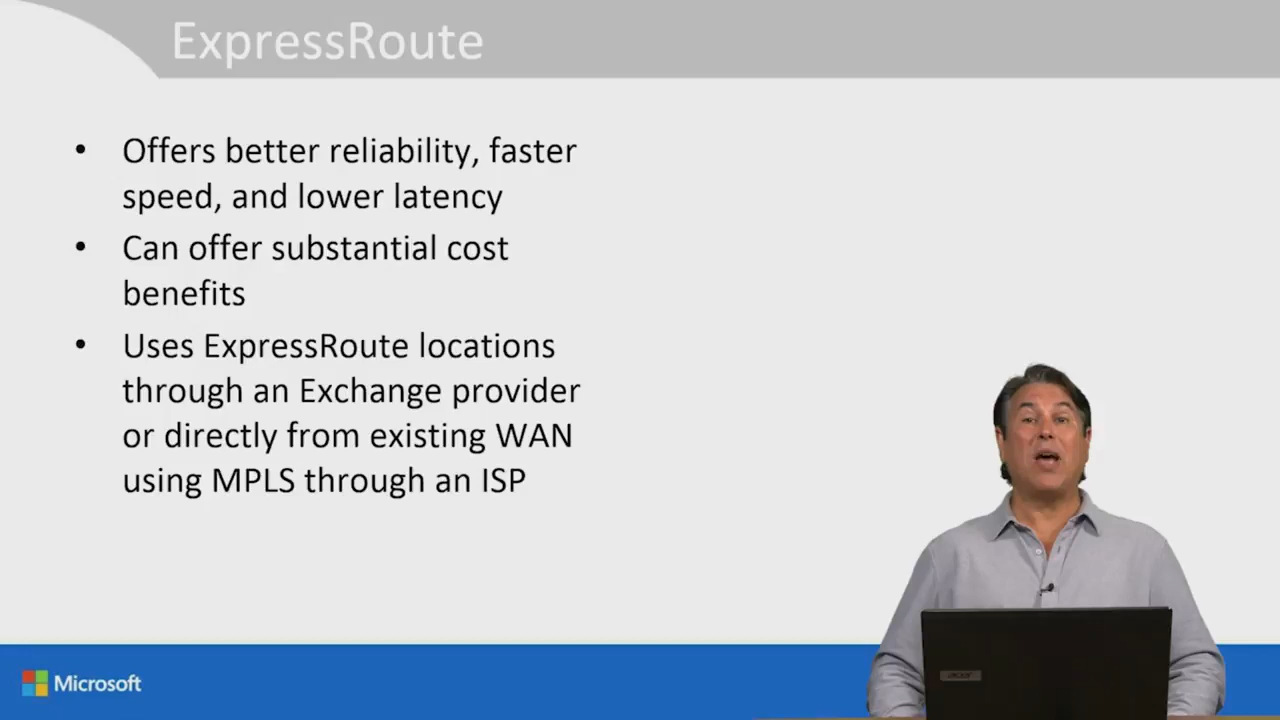 ExpressRoute
• Offers better reliability, faster
speed, and lower latency
• Can offer substantial cost
benefits
• Uses ExpressRoute locations
through an Exchange provider
or directly from existing WAN
using MPLS through an ISP
Microsoft
acer